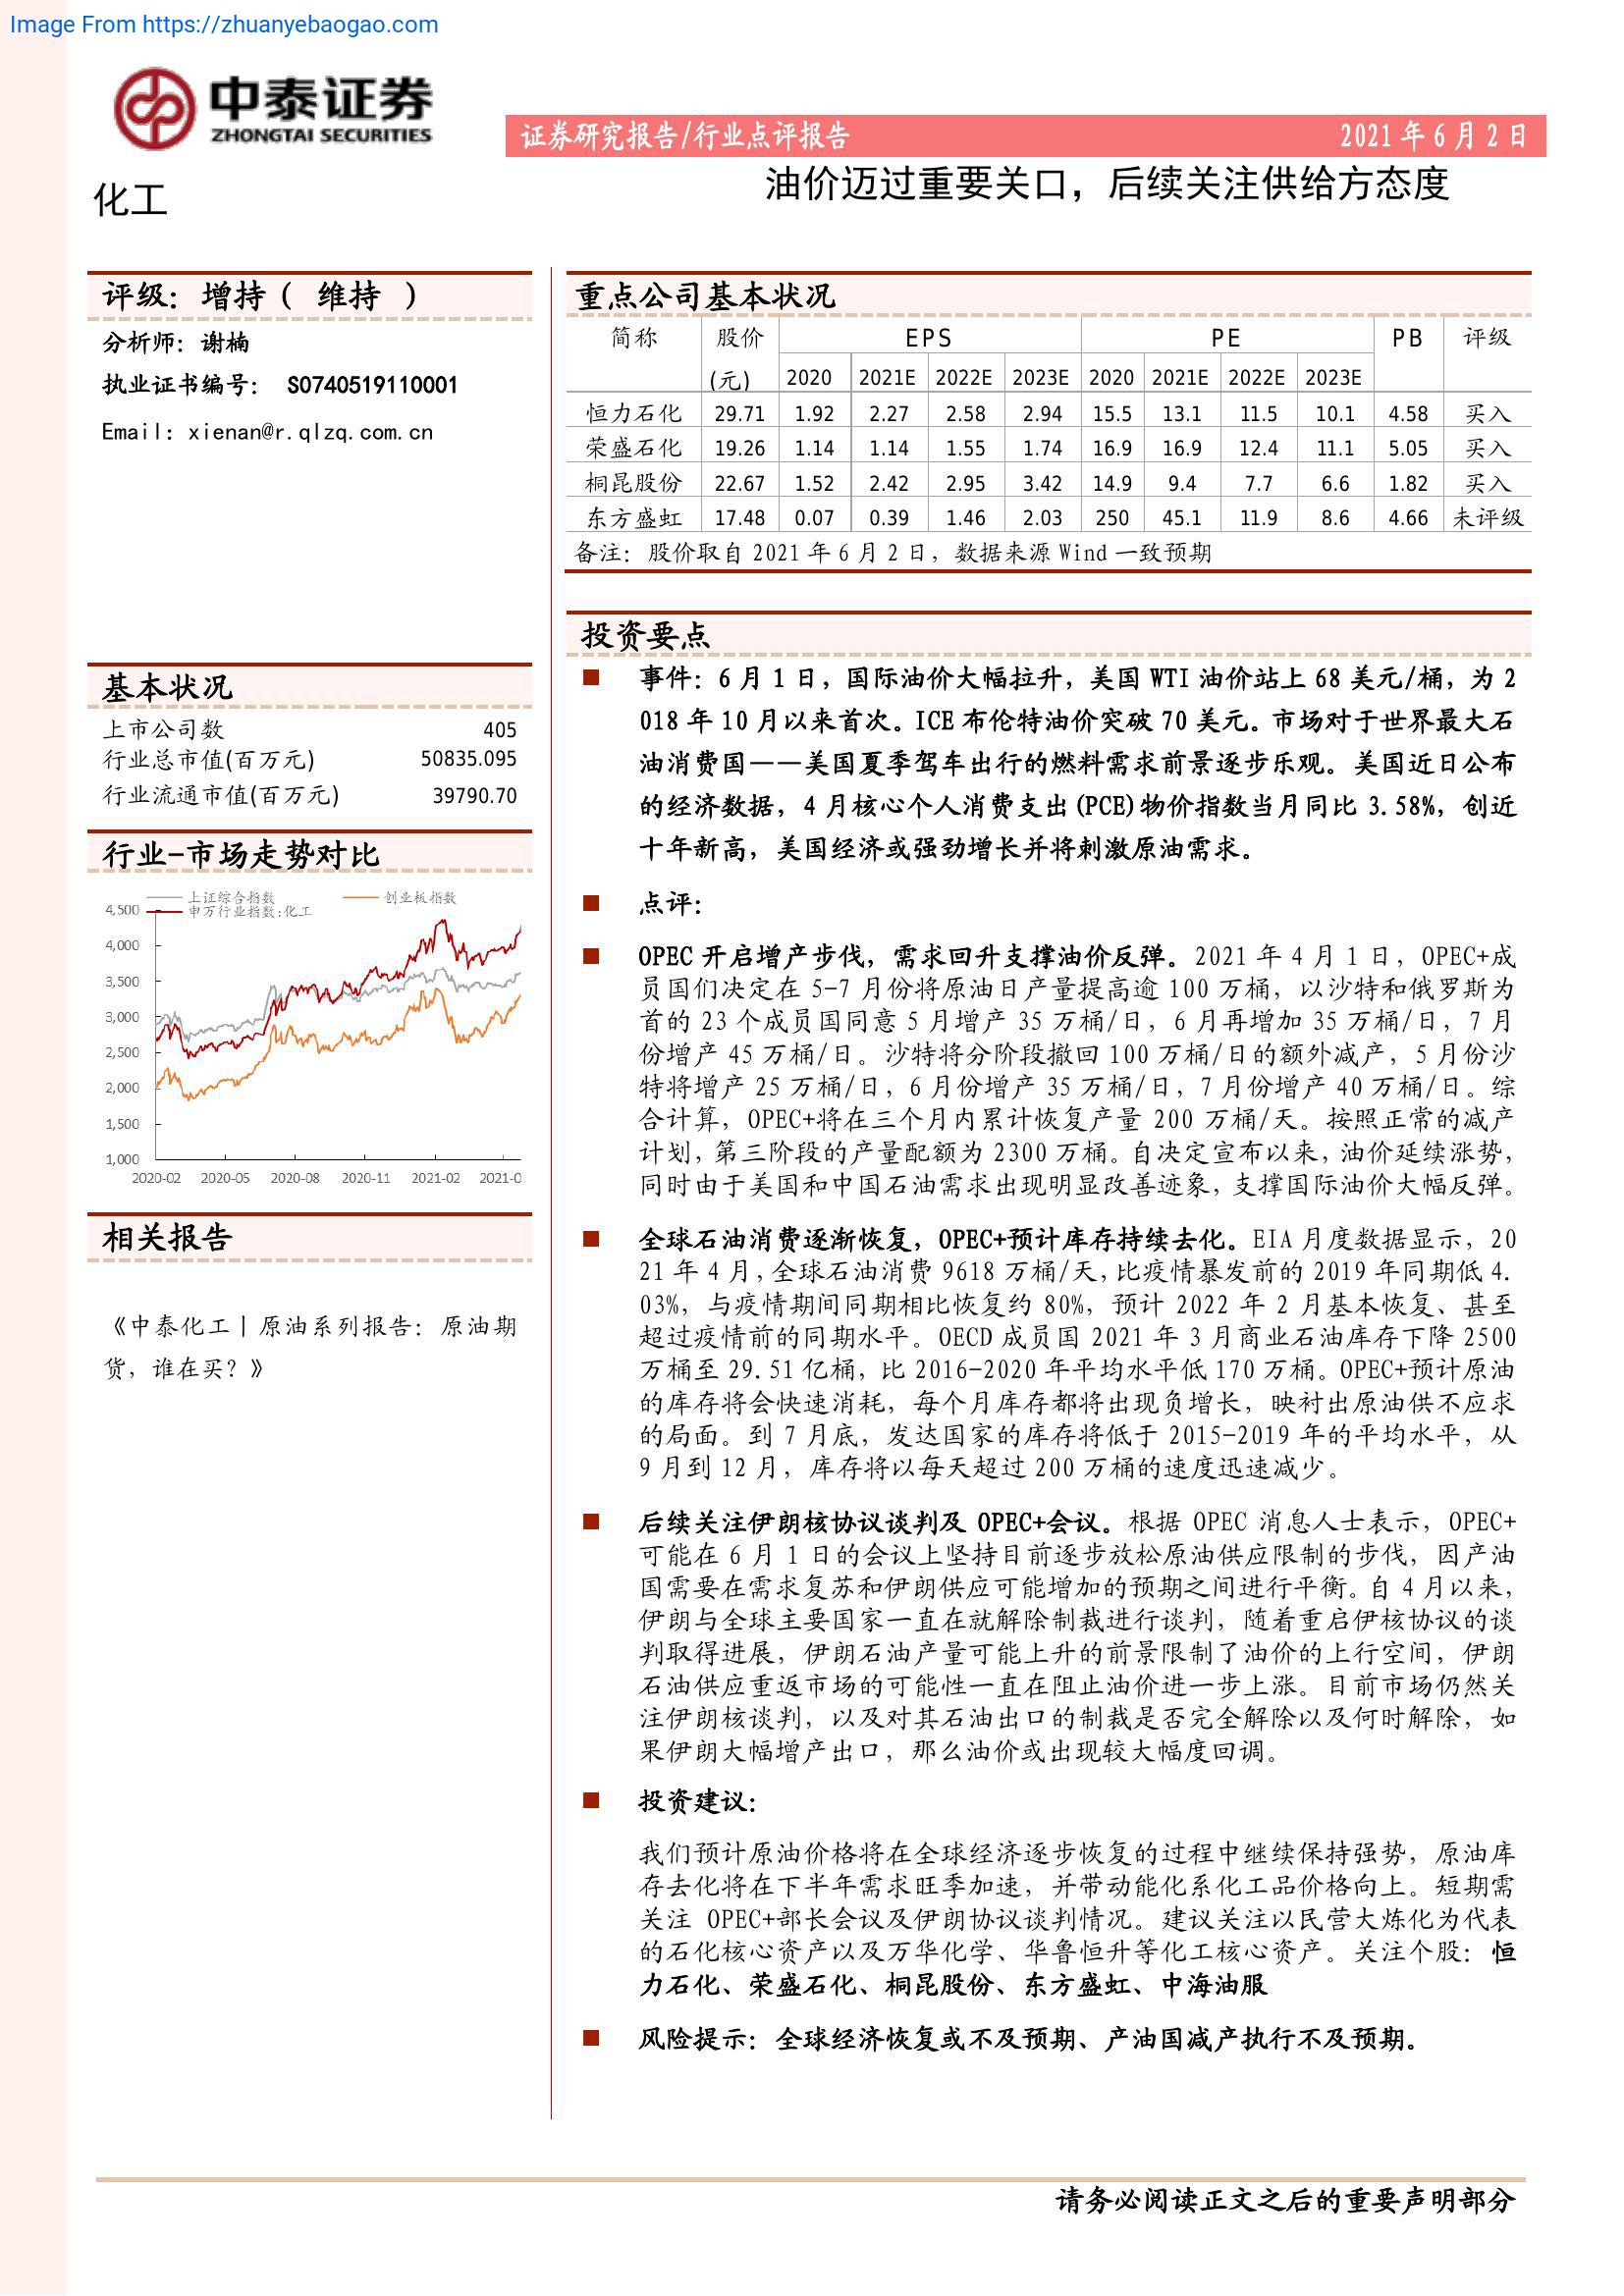 Image From https://zhuanyebaogao.com
中泰证券
ZHONGTAI SECURITIES
证券研究报告/行业点评报告 2021年6月2日
化工
油价迈过重要关口，后续关注供给方态度
评级：增持（ 维持 ）
分析师：谢楠
执业证书编号： S0740519110001
Email：xienan@r.qlzq.com.cn
基本状况
上市公司数 405
行业总市值(百万元) 50835.095
行业流通市值(百万元) 39790.70
行业-市场走势对比
上证综合指数 创业板指数
申万行业指数:化工
4,500
4,000
3,500
3,000
2,500
2,000
1,500
1,000
2020-02 2020-05 2020-08 2020-11 2021-02 2021-0
相关报告
《中泰化工丨原油系列报告：原油期
货，谁在买？》
重点公司基本状况
简称 股价 EPS PE PB 评级
(元) 2020 2021E 2022E 2023E 2020 2021E 2022E 2023E
恒力石化 29.71 1.92 2.27 2.58 2.94 15.5 13.1 11.5 10.1 4.58 买入
荣盛石化 19.26 1.14 1.14 1.55 1.74 16.9 16.9 12.4 11.1 5.05 买入
桐昆股份 22.67 1.52 2.42 2.95 3.42 14.9 9.4 7.7 6.6 1.82 买入
东方盛虹 17.48 0.07 0.39 1.46 2.03 250 45.1 11.9 8.6 4.66 未评级
备注：股价取自2021年6月2日，数据来源Wind一致预期
投资要点
事件：6月1日，国际油价大幅拉升，美国WTI油价站上68美元/桶，为2
018年10月以来首次。ICE布伦特油价突破70美元。市场对于世界最大石
油消费国——美国夏季驾车出行的燃料需求前景逐步乐观。美国近日公布
的经济数据，4月核心个人消费支出(PCE)物价指数当月同比3.58%，创近
十年新高，美国经济或强劲增长并将刺激原油需求。
点评：
OPEC开启增产步伐，需求回升支撑油价反弹。2021年4月1日，OPEC+成
员国们决定在5-7月份将原油日产量提高逾100万桶，以沙特和俄罗斯为
首的23个成员国同意5月增产35万桶/日，6月再增加35万桶/日，7月
份增产45万桶/日。沙特将分阶段撤回100万桶/日的额外减产，5月份沙
特将增产25万桶/日，6月份增产35万桶/日，7月份增产40万桶/日。综
合计算，OPEC+将在三个月内累计恢复产量200万桶/天。按照正常的减产
计划，第三阶段的产量配额为2300万桶。自决定宣布以来，油价延续涨势，
同时由于美国和中国石油需求出现明显改善迹象，支撑国际油价大幅反弹。
全球石油消费逐渐恢复，OPEC+预计库存持续去化。EIA月度数据显示，20
21年4月，全球石油消费9618万桶/天，比疫情暴发前的2019年同期低4.
03%，与疫情期间同期相比恢复约80%，预计2022年2月基本恢复、甚至
超过疫情前的同期水平。OECD成员国2021年3月商业石油库存下降2500
万桶至29.51亿桶，比2016-2020年平均水平低170万桶。OPEC+预计原油
的库存将会快速消耗，每个月库存都将出现负增长，映衬出原油供不应求
的局面。到7月底，发达国家的库存将低于2015-2019年的平均水平，从
9月到12月，库存将以每天超过200万桶的速度迅速减少。
后续关注伊朗核协议谈判及OPEC+会议。根据OPEC消息人士表示，OPEC+
可能在6月1日的会议上坚持目前逐步放松原油供应限制的步伐，因产油
国需要在需求复苏和伊朗供应可能增加的预期之间进行平衡。自4月以来，
伊朗与全球主要国家一直在就解除制裁进行谈判，随着重启伊核协议的谈
判取得进展，伊朗石油产量可能上升的前景限制了油价的上行空间，伊朗
石油供应重返市场的可能性一直在阻止油价进一步上涨。目前市场仍然关
注伊朗核谈判，以及对其石油出口的制裁是否完全解除以及何时解除，如
果伊朗大幅增产出口，那么油价或出现较大幅度回调。
投资建议：
我们预计原油价格将在全球经济逐步恢复的过程中继续保持强势，原油库
存去化将在下半年需求旺季加速，并带动能化系化工品价格向上。短期需
关注 OPEC+部长会议及伊朗协议谈判情况。建议关注以民营大炼化为代表
的石化核心资产以及万华化学、华鲁恒升等化工核心资产。关注个股：恒
力石化、荣盛石化、桐昆股份、东方盛虹、中海油服
风险提示：全球经济恢复或不及预期、产油国减产执行不及预期。
请务必阅读正文之后的重要声明部分